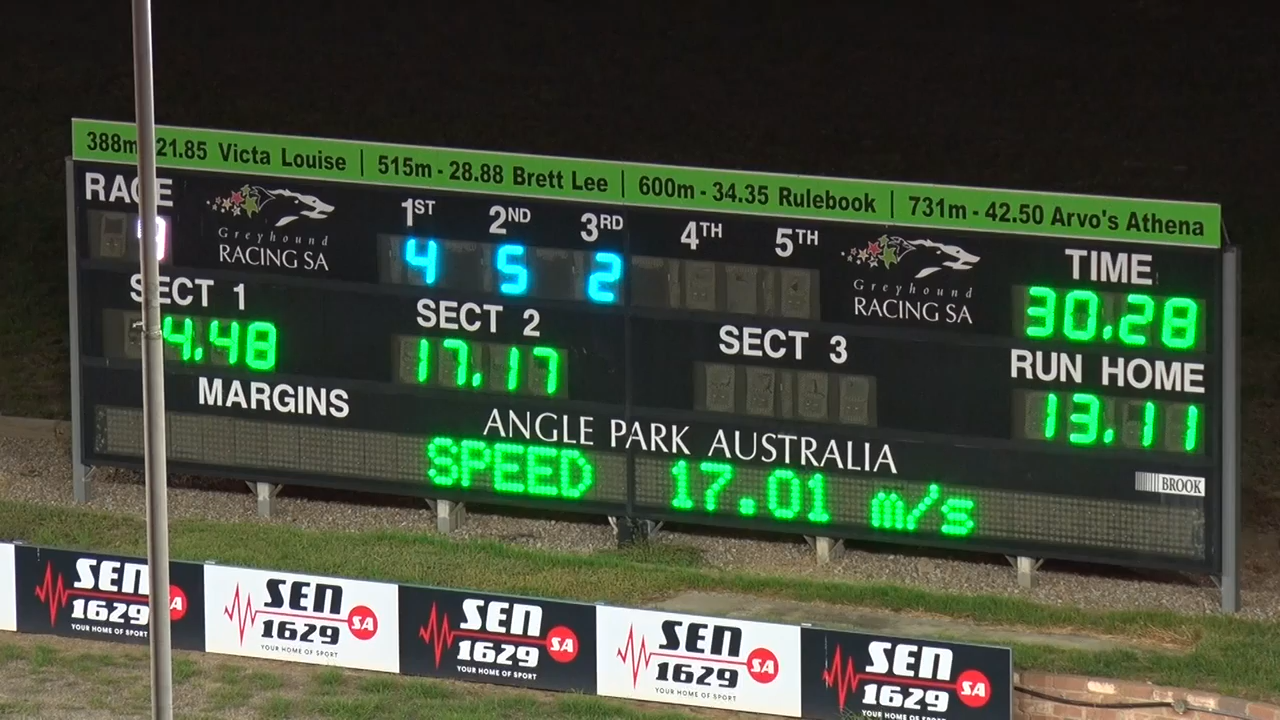 388m 21.85 Victa Louise | 515m - 28.88 Brett Lee | 600m - 34.35 Rulebook | 731m - 42.50 Arvo's Athena
RACE
Greyhound
RACING SA
1ST 2ND 3RD 4TH 5TH
4 5 2
Greyhound
RACING SA
TIME
30.28
SECT 1
4.48
SECT 2
17.17
SECT 3
RUN HOME
13.11
MARGINS
ANGLE PARK AUSTRALIA
SPEED 17.01 m/s
BROOK
SEN
1629 SA
YOUR HOME OF SPORT
SEN
1629 SA
YOUR HOME OF SPORT
SEN
1629 SA
YOUR HOME OF SPORT
SEN
1629 SA
YOUR HOME OF SPORT
SEN
1629 SA
YOUR HOME OF SPORT